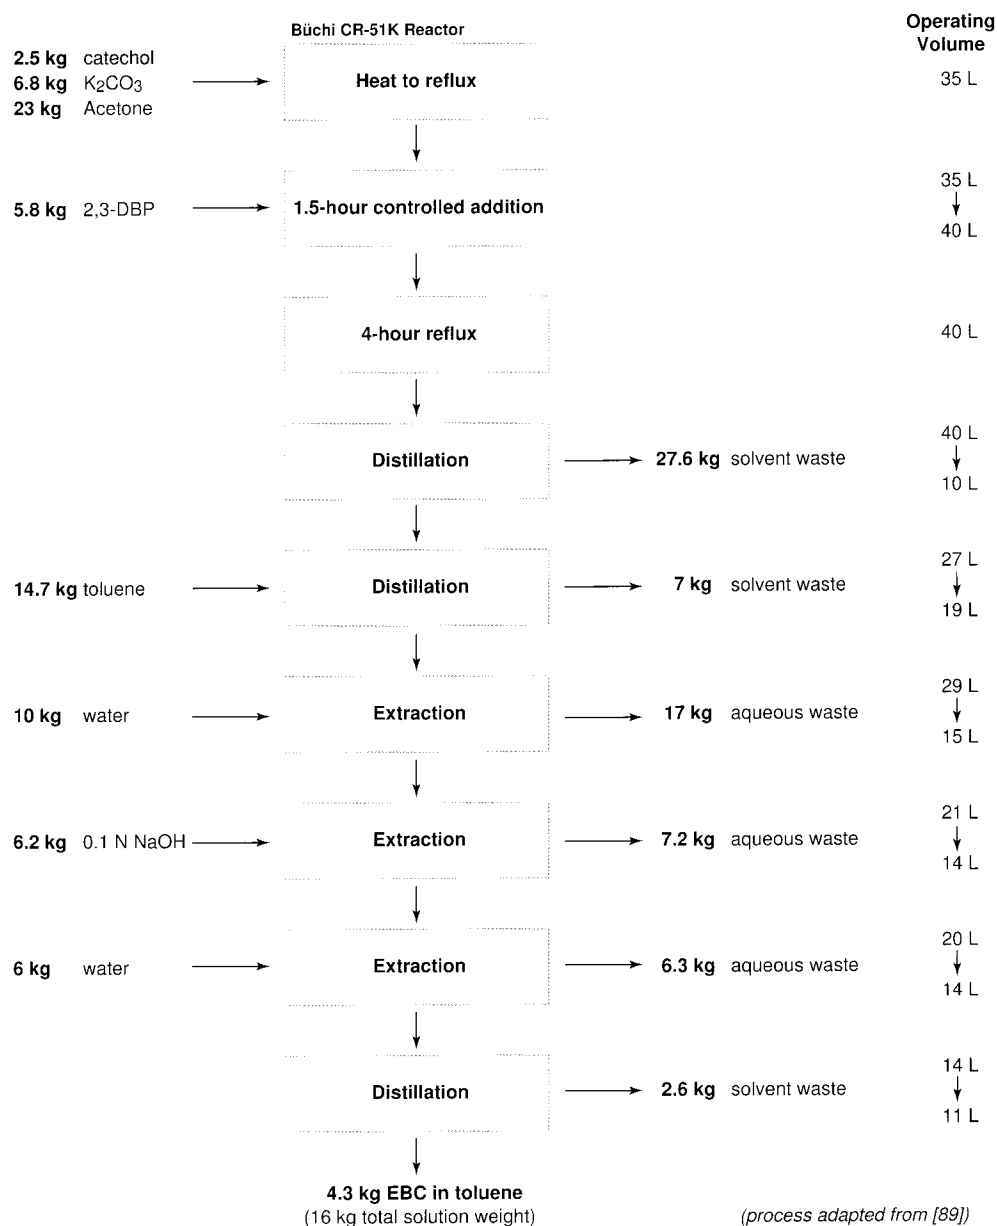 Büchi CR-51K Reactor
Operating
Volume
2.5 kg catechol
6.8 kg K₂CO₃
23 kg Acetone
Heat to reflux
35 L
5.8 kg 2,3-DBP
1.5-hour controlled addition
35 L
40 L
4-hour reflux
40 L
Distillation
27.6 kg solvent waste
40 L
10 L
14.7 kg toluene
Distillation
7 kg solvent waste
27 L
19 L
10 kg water
Extraction
17 kg aqueous waste
29 L
15 L
6.2 kg 0.1 N NaOH
Extraction
7.2 kg aqueous waste
21 L
14 L
6 kg water
Extraction
6.3 kg aqueous waste
20 L
14 L
Distillation
2.6 kg solvent waste
14 L
11 L
4.3 kg EBC in toluene
(16 kg total solution weight)
(process adapted from [89])